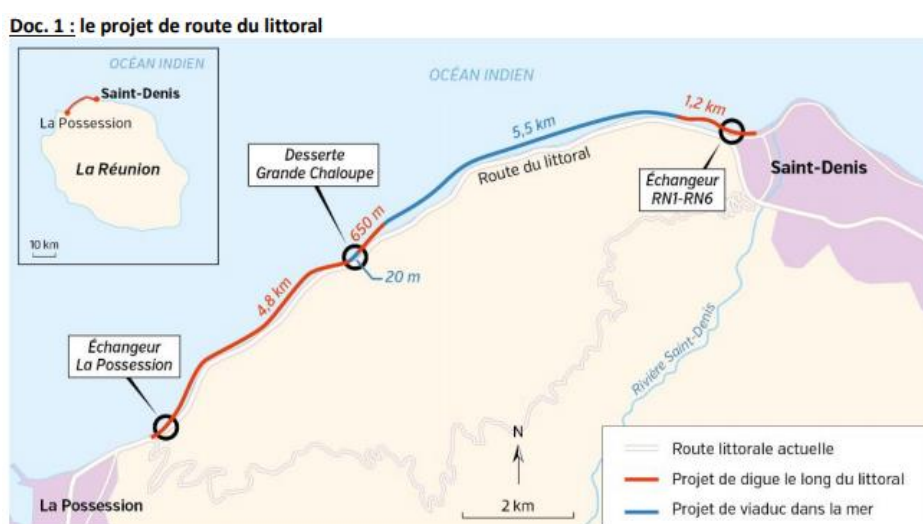 Doc. 1 : le projet de route du littoral
OCÉAN INDIEN
Saint-Denis
La Possession
La Réunion
10 km
OCÉAN INDIEN
1,2 km
5,5 km
Desserte
Grande Chaloupe
Route du littoral
Saint-Denis
Échangeur
RN1-RN6
650 m
20 m
4,8 km
Échangeur
La Possession
Rivière Saint-Denis
N
2 km
La Possession
Route littorale actuelle
Projet de digue le long du littoral
Projet de viaduc dans la mer